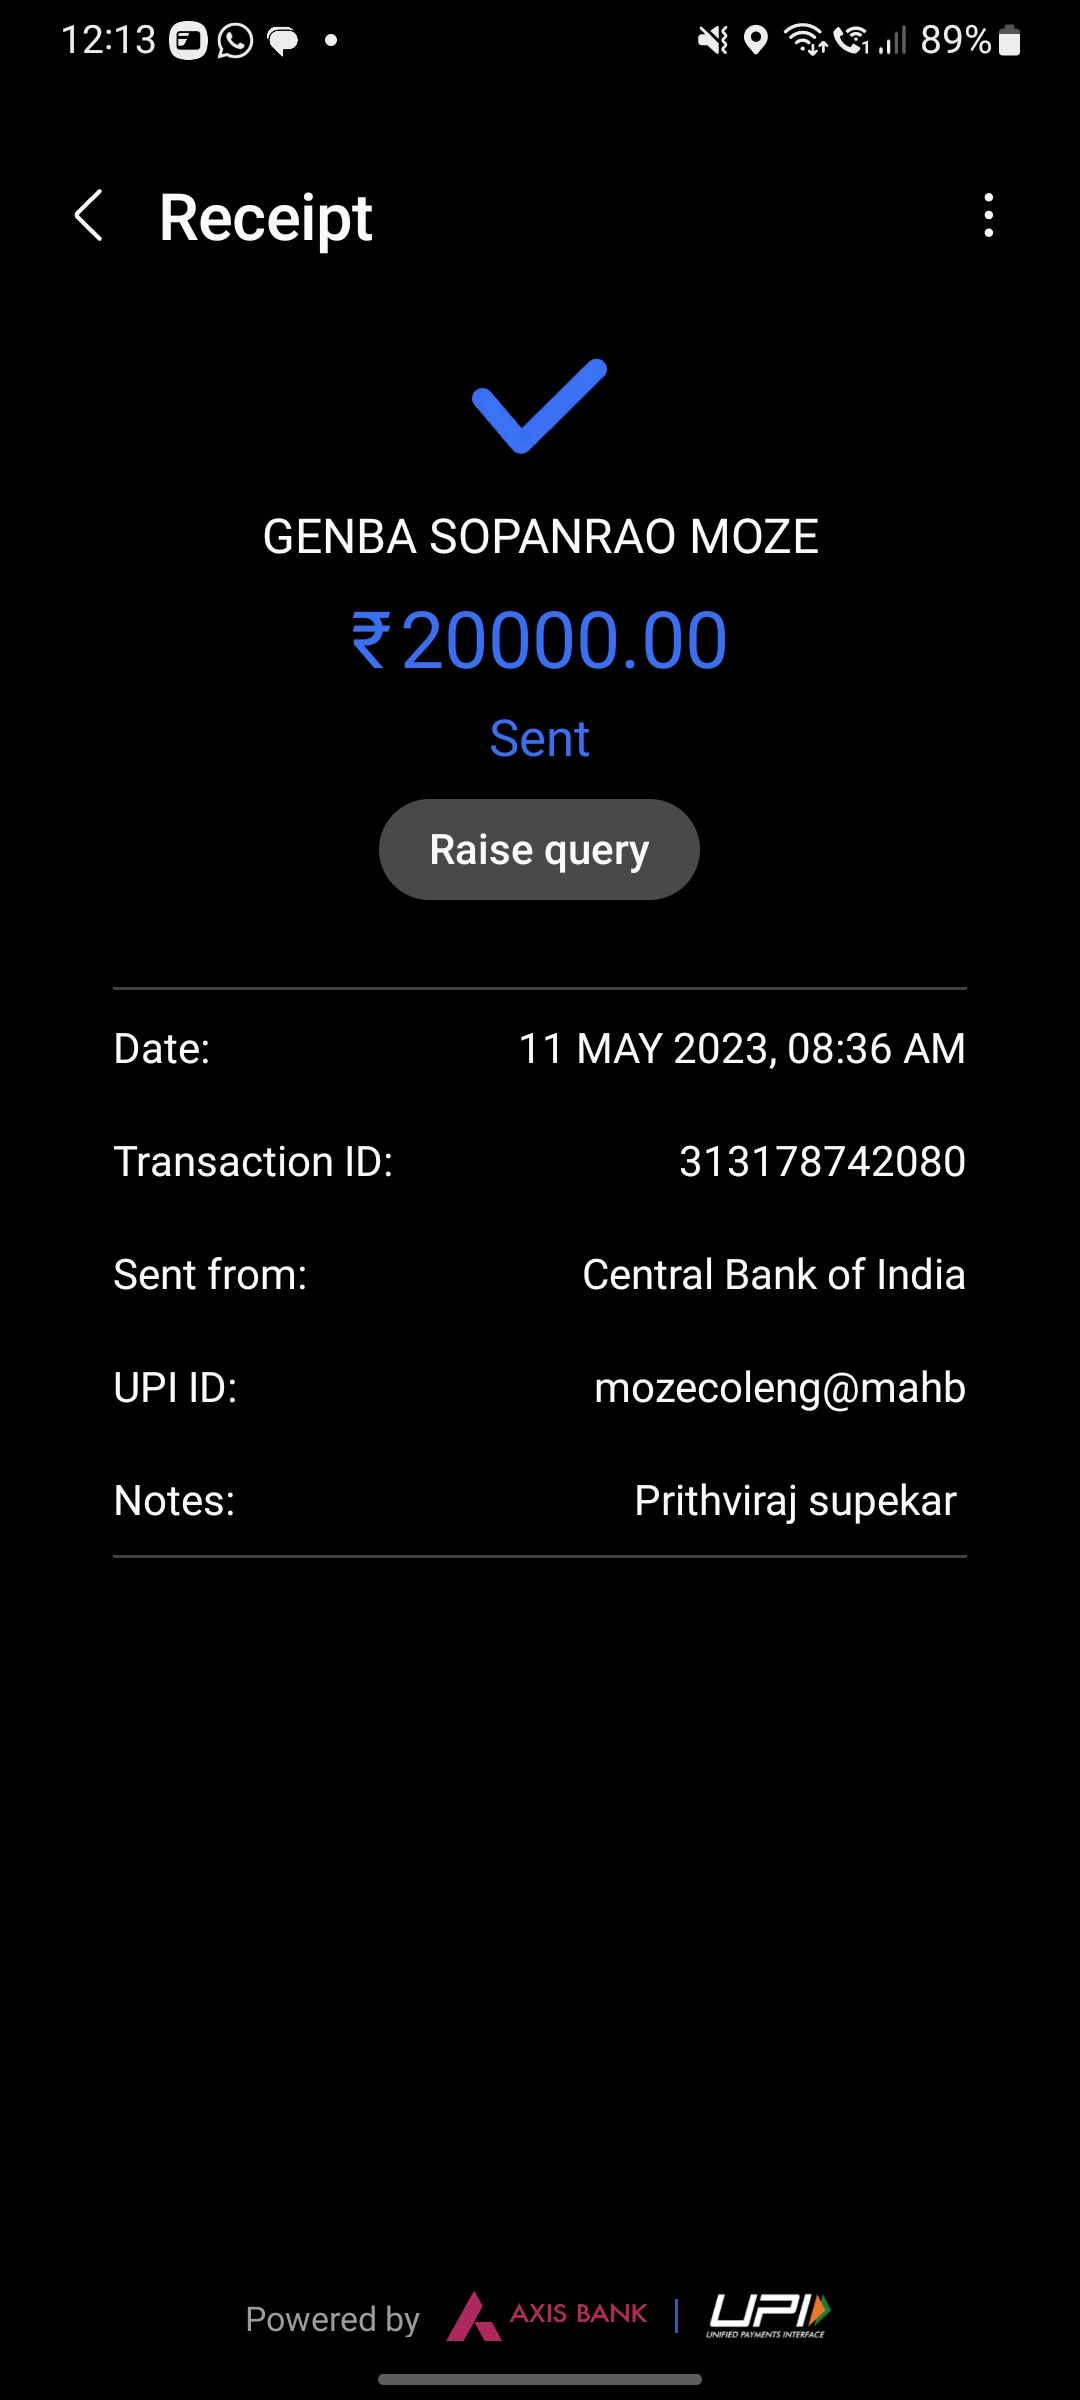 12:13 89%
Receipt
GENBA SOPANRAO MOZE
₹20000.00
Sent
Raise query
Date: 11 MAY 2023, 08:36 AM
Transaction ID: 313178742080
Sent from: Central Bank of India
UPI ID: mozecoleng@mahb
Notes: Prithviraj supekar
Powered by AXIS BANK | UPI
UNIFIED PAYMENTS INTERFACE